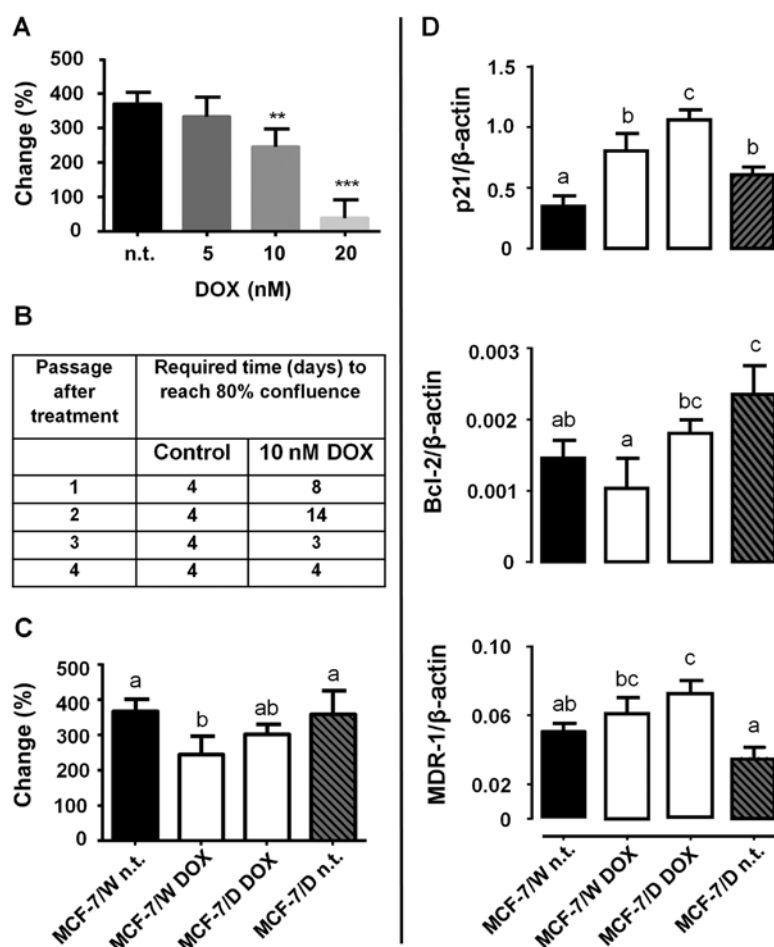 A
Change (%)
500
400
300
200
100
0
**
***
n.t. 5 10 20
DOX (nM)
B
Passage after treatment
Required time (days) to reach 80% confluence
Control 10 nM DOX
1 4 8
2 4 14
3 4 3
4 4 4
C
Change (%)
500
400
300
200
100
0
a b ab a
MCF-7/W n.t.
MCF-7/W DOX
MCF-7/D DOX
MCF-7/D n.t.
D
p21/β-actin
1.5
1.0
0.5
0
a b c b
Bcl-2/β-actin
0.003
0.002
0.001
0
ab a bc c
MDR-1/β-actin
0.10
0.06
0.02
0
ab bc c a
MCF-7/W n.t.
MCF-7/W DOX
MCF-7/D DOX
MCF-7/D n.t.